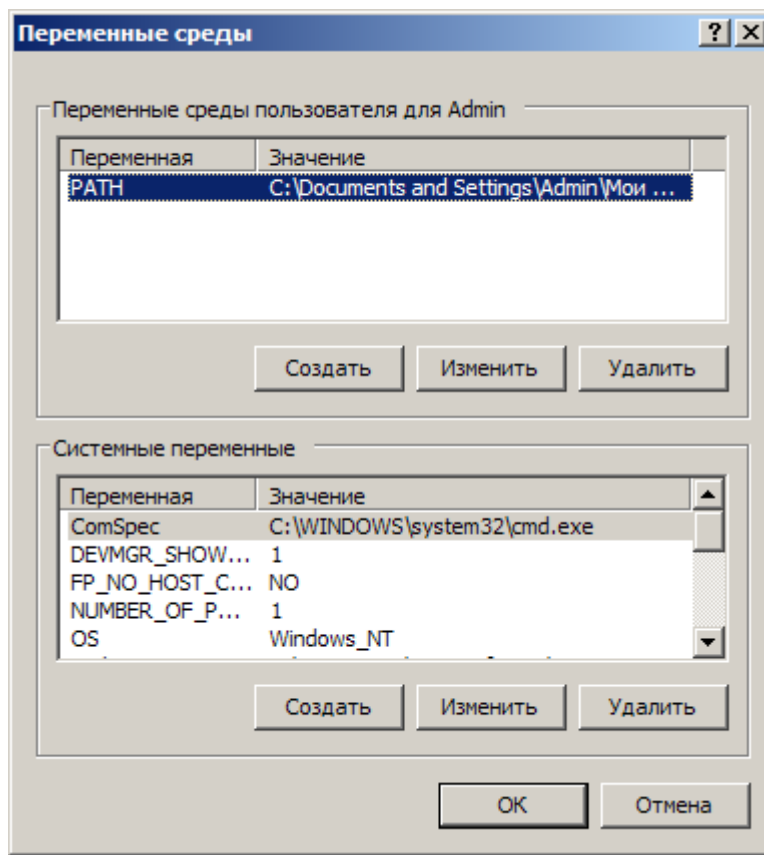 Переменные среды
Переменные среды пользователя для Admin
Переменная Значение
PATH C:\Documents and Settings\Admin\Мои ...
Создать Изменить Удалить
Системные переменные
Переменная Значение
ComSpec C:\WINDOWS\system32\cmd.exe
DEVMGR_SHOW... 1
FP_NO_HOST_C... NO
NUMBER_OF_P... 1
OS Windows_NT
Создать Изменить Удалить
ОК Отмена